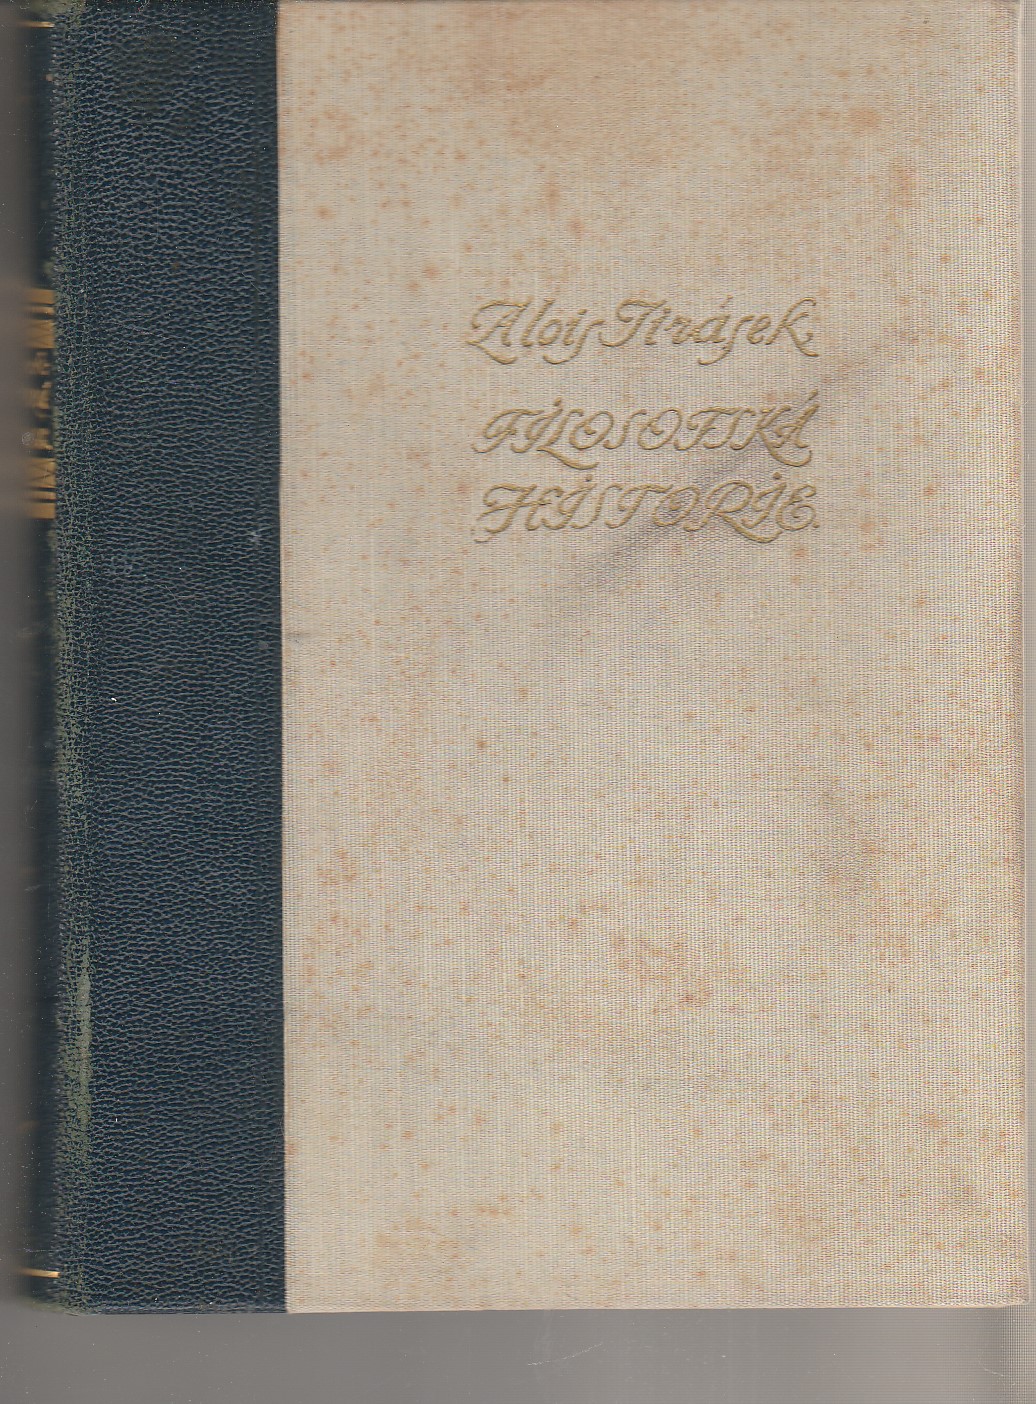 Alois Jirásek
FILOSOFSKÁ
HISTORIE.